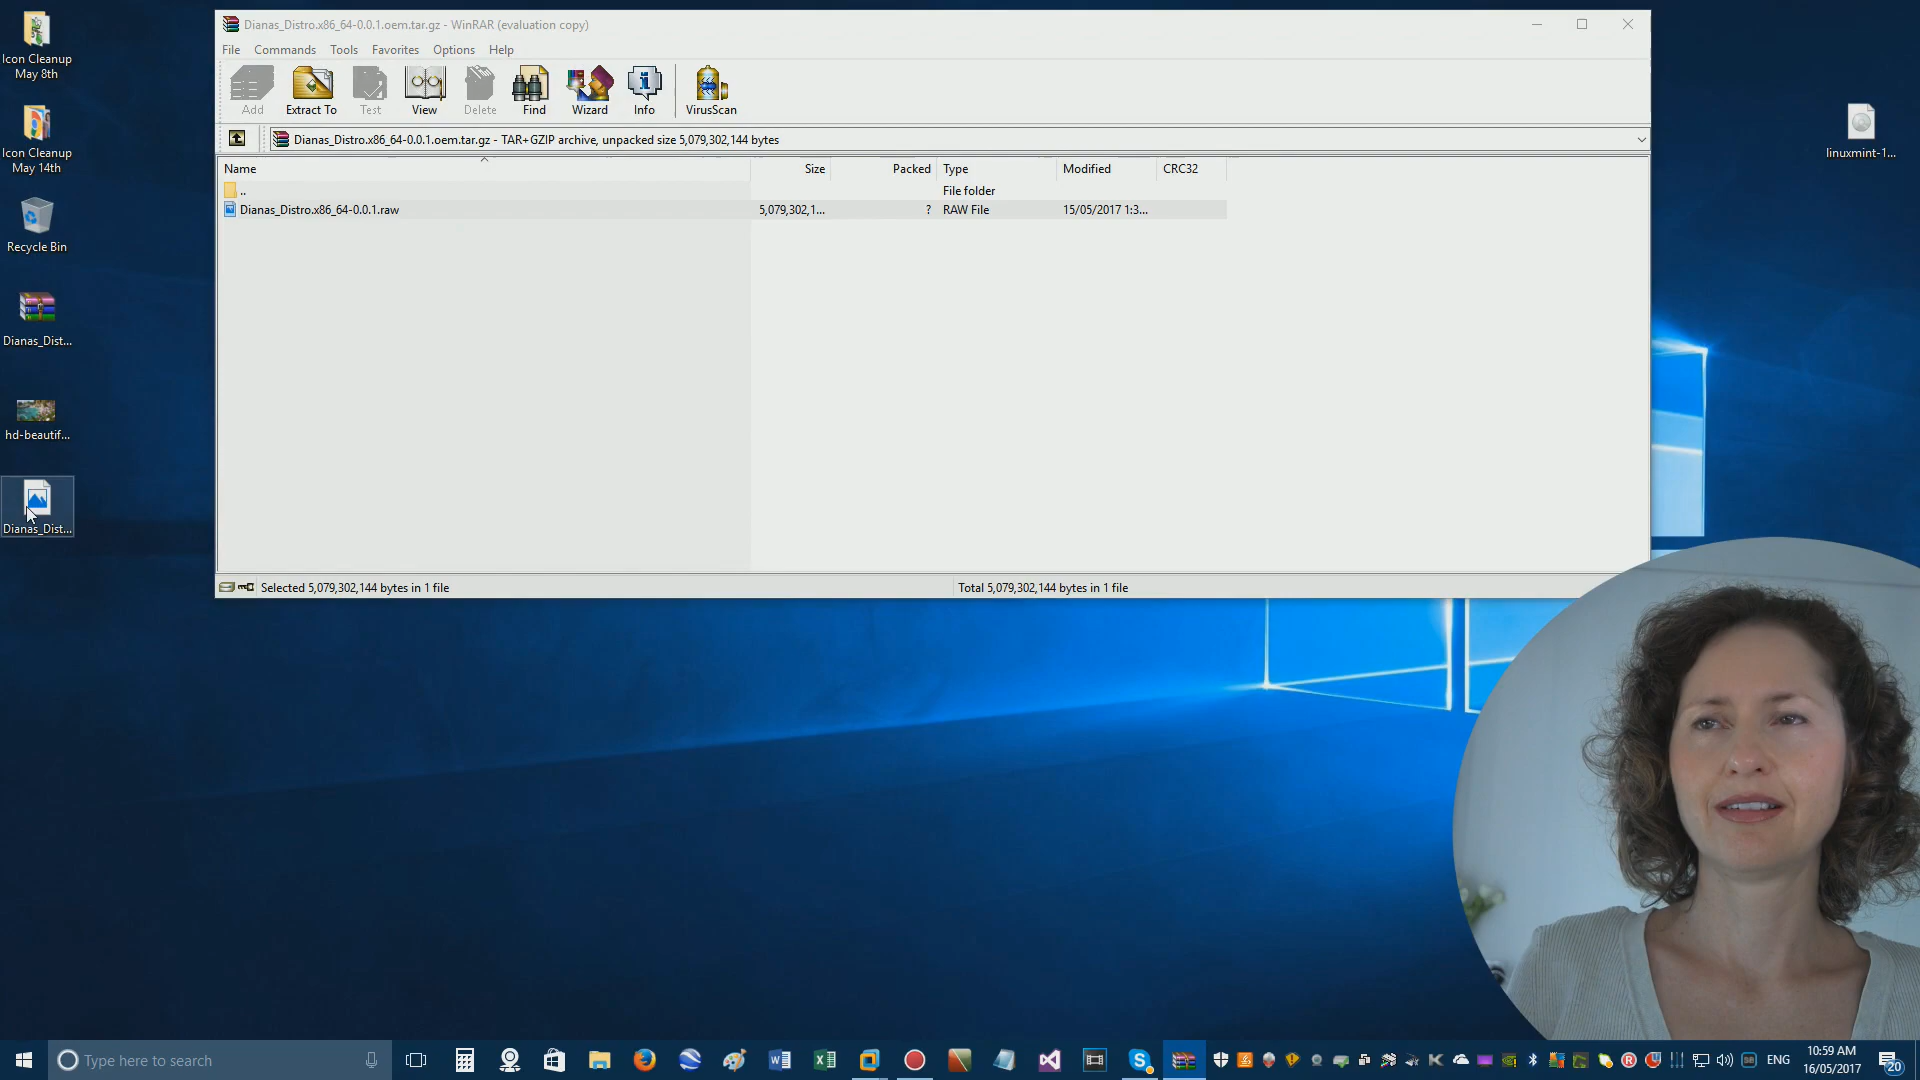 Icon Cleanup
May 8th
Icon Cleanup
May 14th
Recycle Bin
Dianas_Dist...
hd-beautif...
Dianas_Dist...
Dianas_Distro.x86_64-0.0.1.oem.tar.gz - WinRAR (evaluation copy)
File Commands Tools Favorites Options Help
Add Extract To Test View Delete Find Wizard Info VirusScan
Dianas_Distro.x86_64-0.0.1.oem.tar.gz - TAR+GZIP archive, unpacked size 5,079,302,144 bytes
Name Size Packed Type Modified CRC32
.. File folder
Dianas_Distro.x86_64-0.0.1.raw 5,079,302,1... ? RAW File 15/05/2017 1:3...
Selected 5,079,302,144 bytes in 1 file Total 5,079,302,144 bytes in 1 file
linuxmint-1...
Type here to search
ENG
10:59 AM
16/05/2017
20